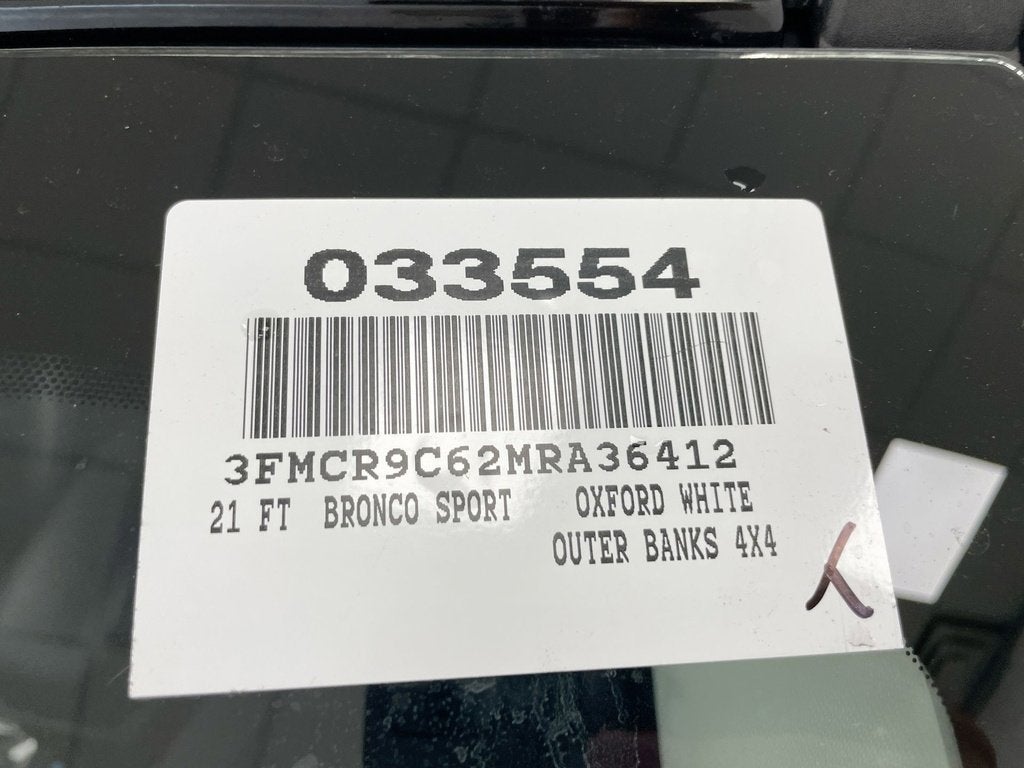 033554
3FMCR9C62MRA36412
21 FT BRONCO SPORT OXFORD WHITE
OUTER BANKS 4X4